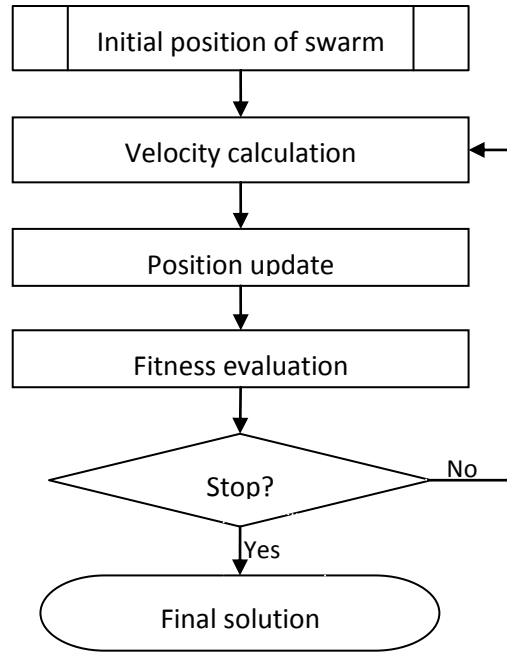 Initial position of swarm
Velocity calculation
Position update
Fitness evaluation
Stop?
No
Yes
Final solution